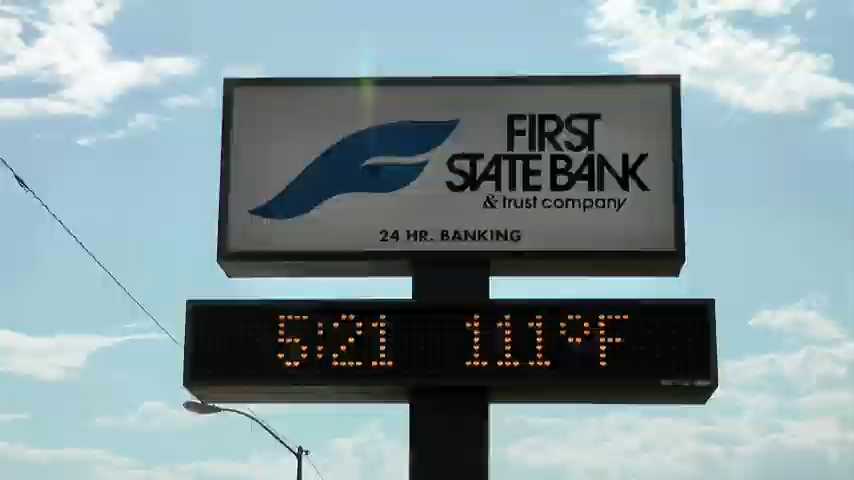 FIRST
STATE BANK
& trust company
24 HR. BANKING
5:21 111°F